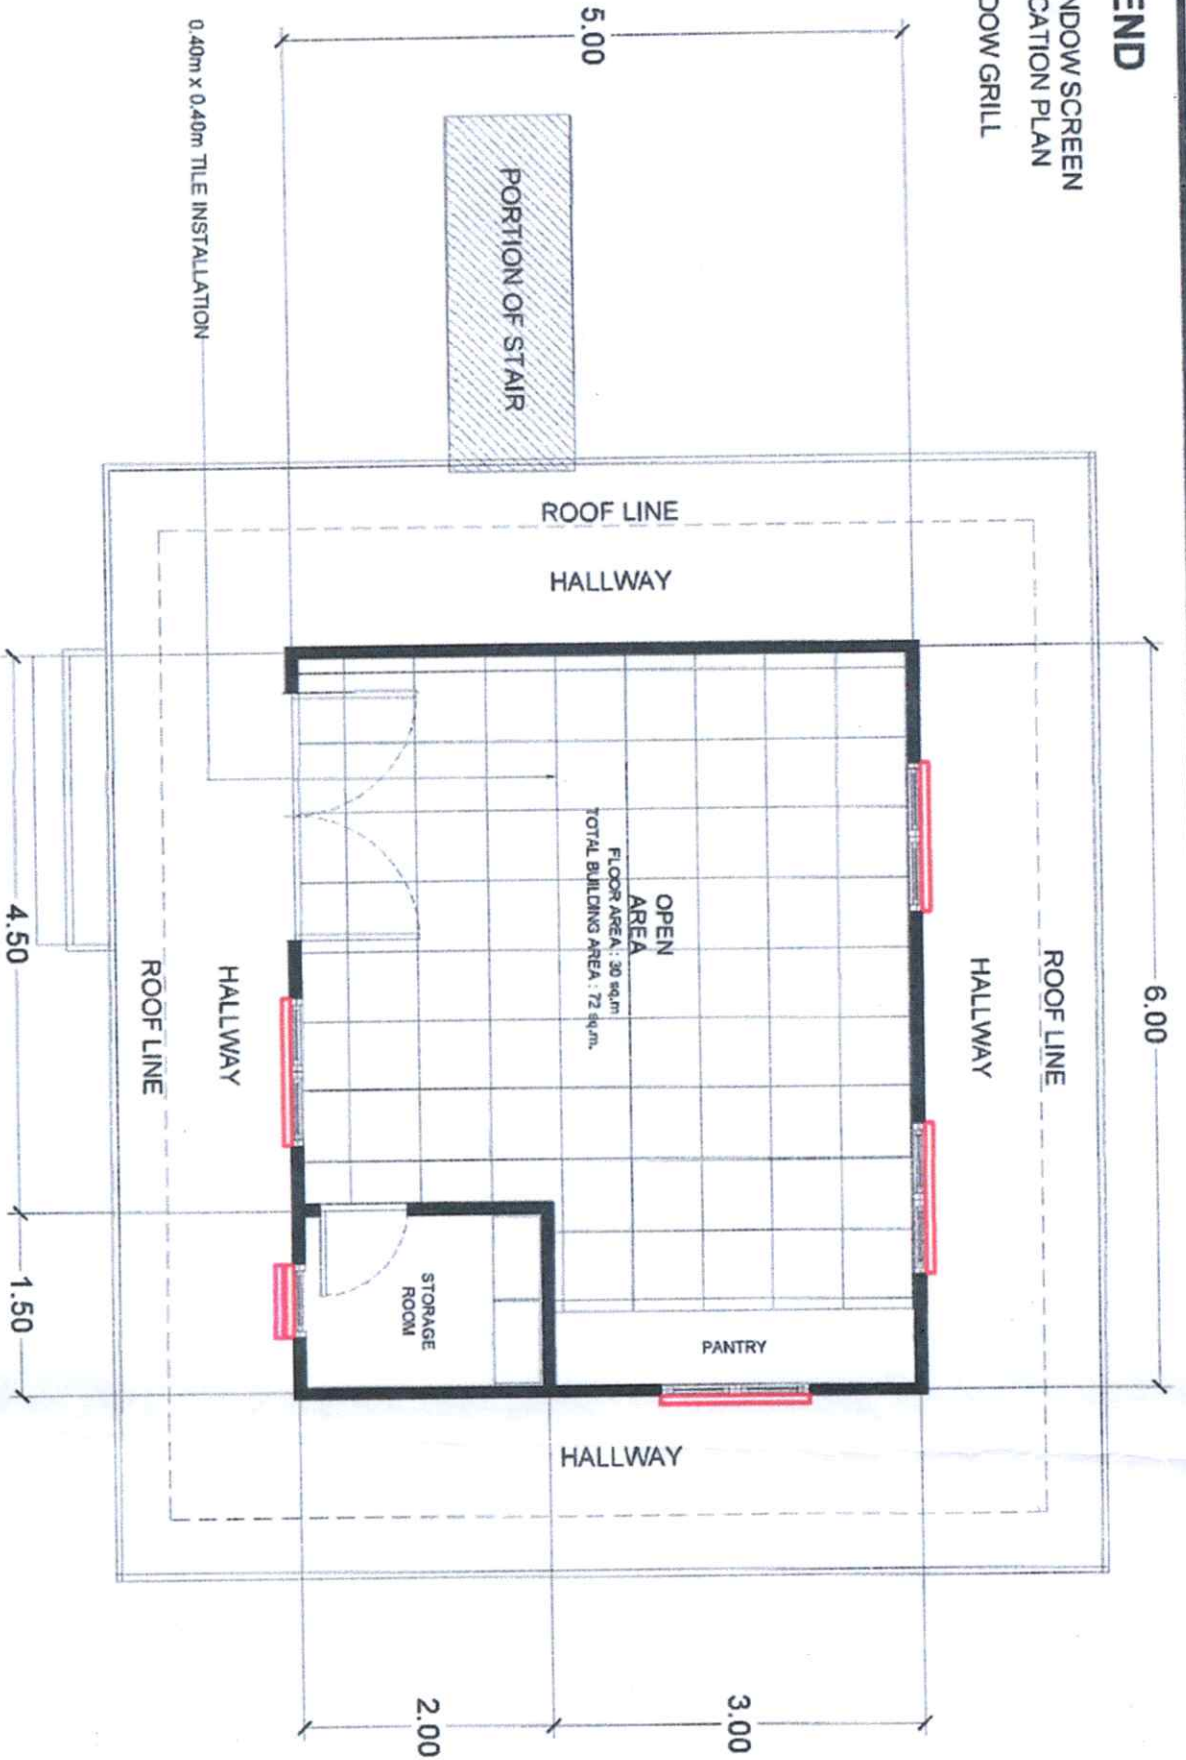 END
NDOW SCREEN
CATION PLAN
DOW GRILL
6.00
ROOF LINE
HALLWAY
5.00
PORTION OF STAIR
ROOF LINE
HALLWAY
OPEN
AREA
FLOOR AREA : 30 sq.m
TOTAL BUILDING AREA : 72 sq.m.
PANTRY
STORAGE
ROOM
HALLWAY
3.00
2.00
0.40m x 0.40m TILE INSTALLATION
HALLWAY
ROOF LINE
4.50
1.50